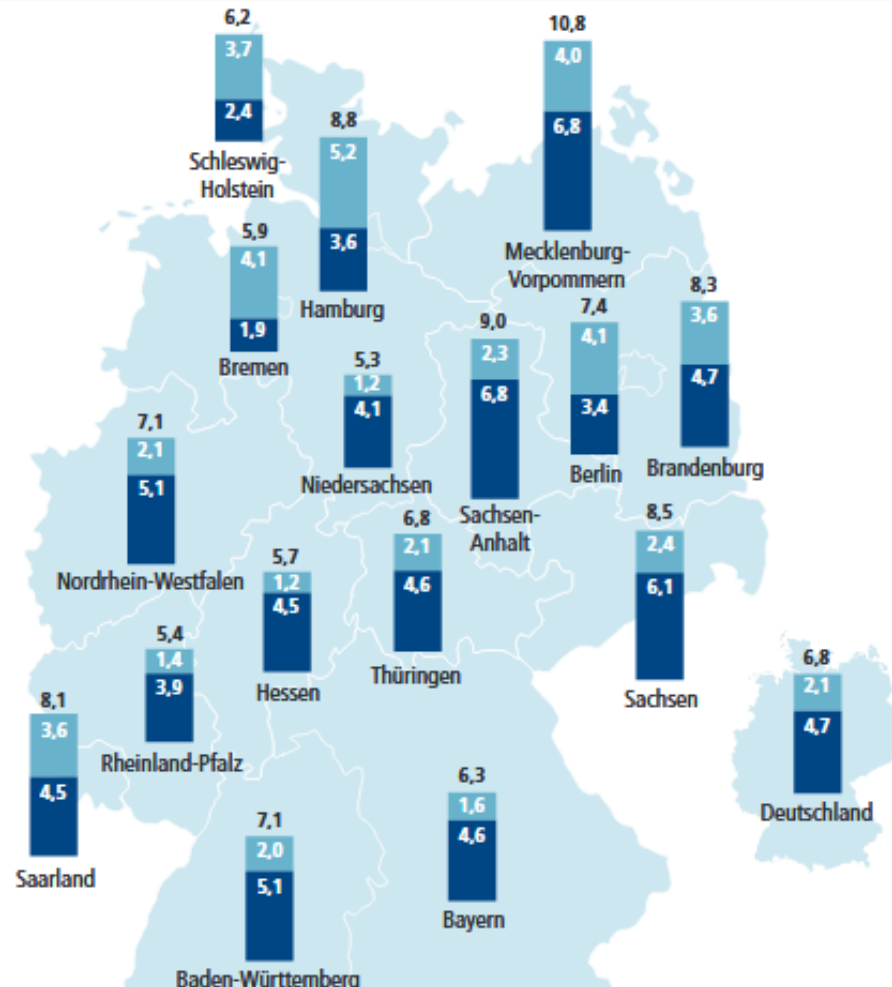 6,2
3,7
2,4
Schleswig-
Holstein
10,8
4,0
6,8
Mecklenburg-
Vorpommern
8,8
5,2
3,6
Hamburg
5,9
4,1
1,9
Bremen
8,3
3,6
4,7
Brandenburg
7,4
4,1
3,4
Berlin
9,0
2,3
6,8
Sachsen-
Anhalt
5,3
1,2
4,1
Niedersachsen
7,1
2,1
5,1
Nordrhein-Westfalen
6,8
2,1
4,6
Thüringen
8,5
2,4
6,1
Sachsen
5,7
1,2
4,5
Hessen
5,4
1,4
3,9
Rheinland-Pfalz
6,8
2,1
4,7
Deutschland
8,1
3,6
4,5
Saarland
6,3
1,6
4,6
Bayern
7,1
2,0
5,1
Baden-Württemberg